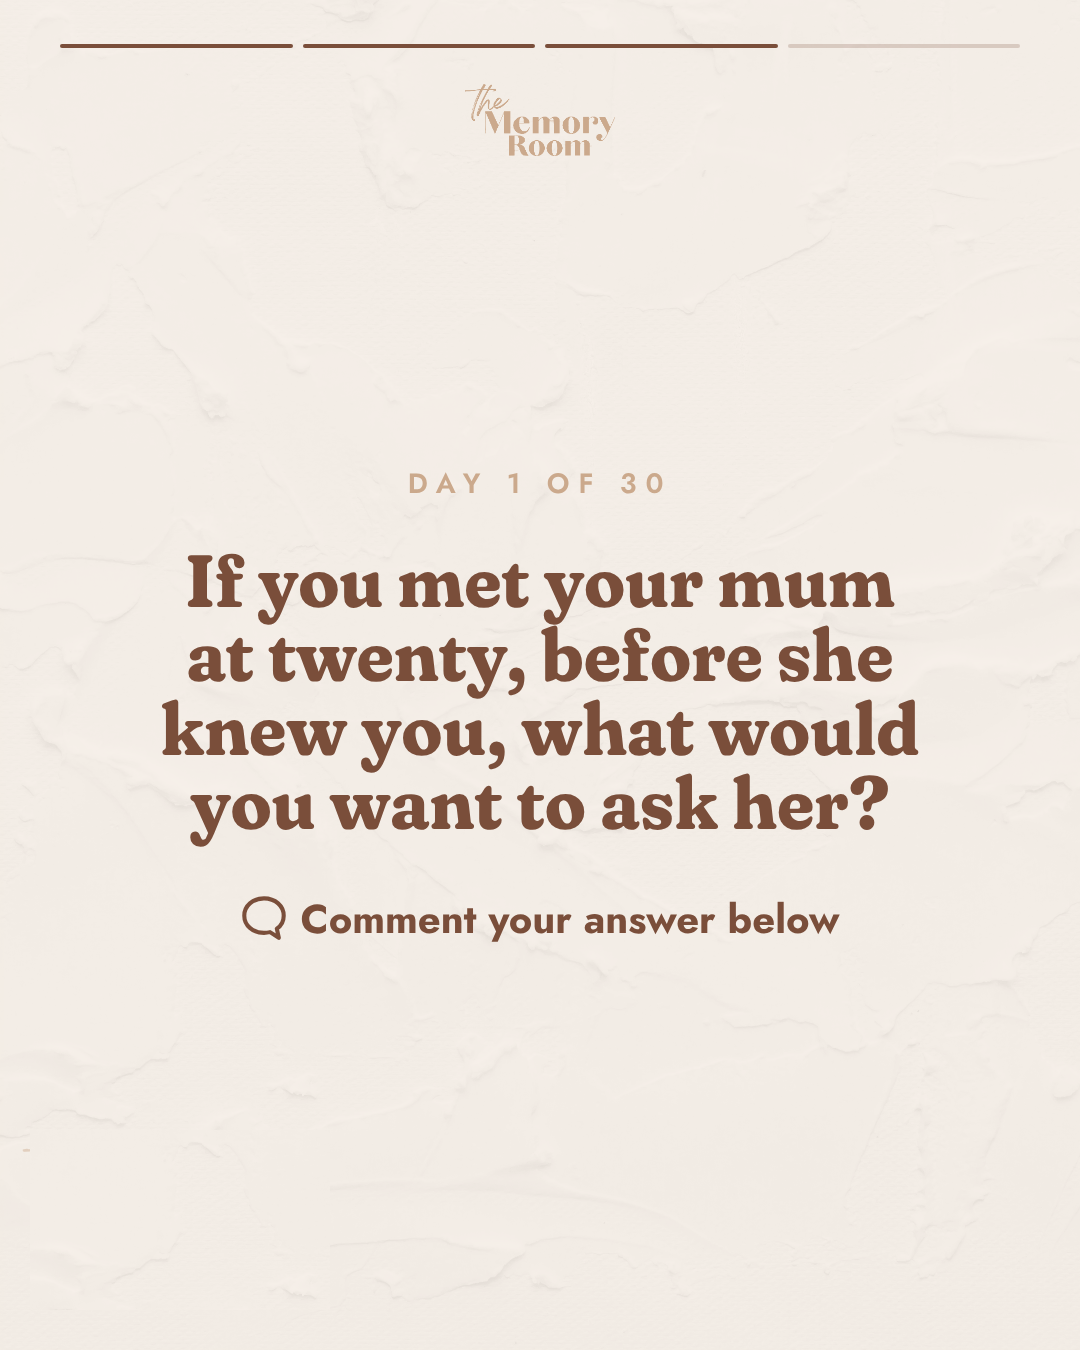 the
Memory
Room
DAY 1 OF 30
If you met your mum
at twenty, before she
knew you, what would
you want to ask her?
Comment your answer below